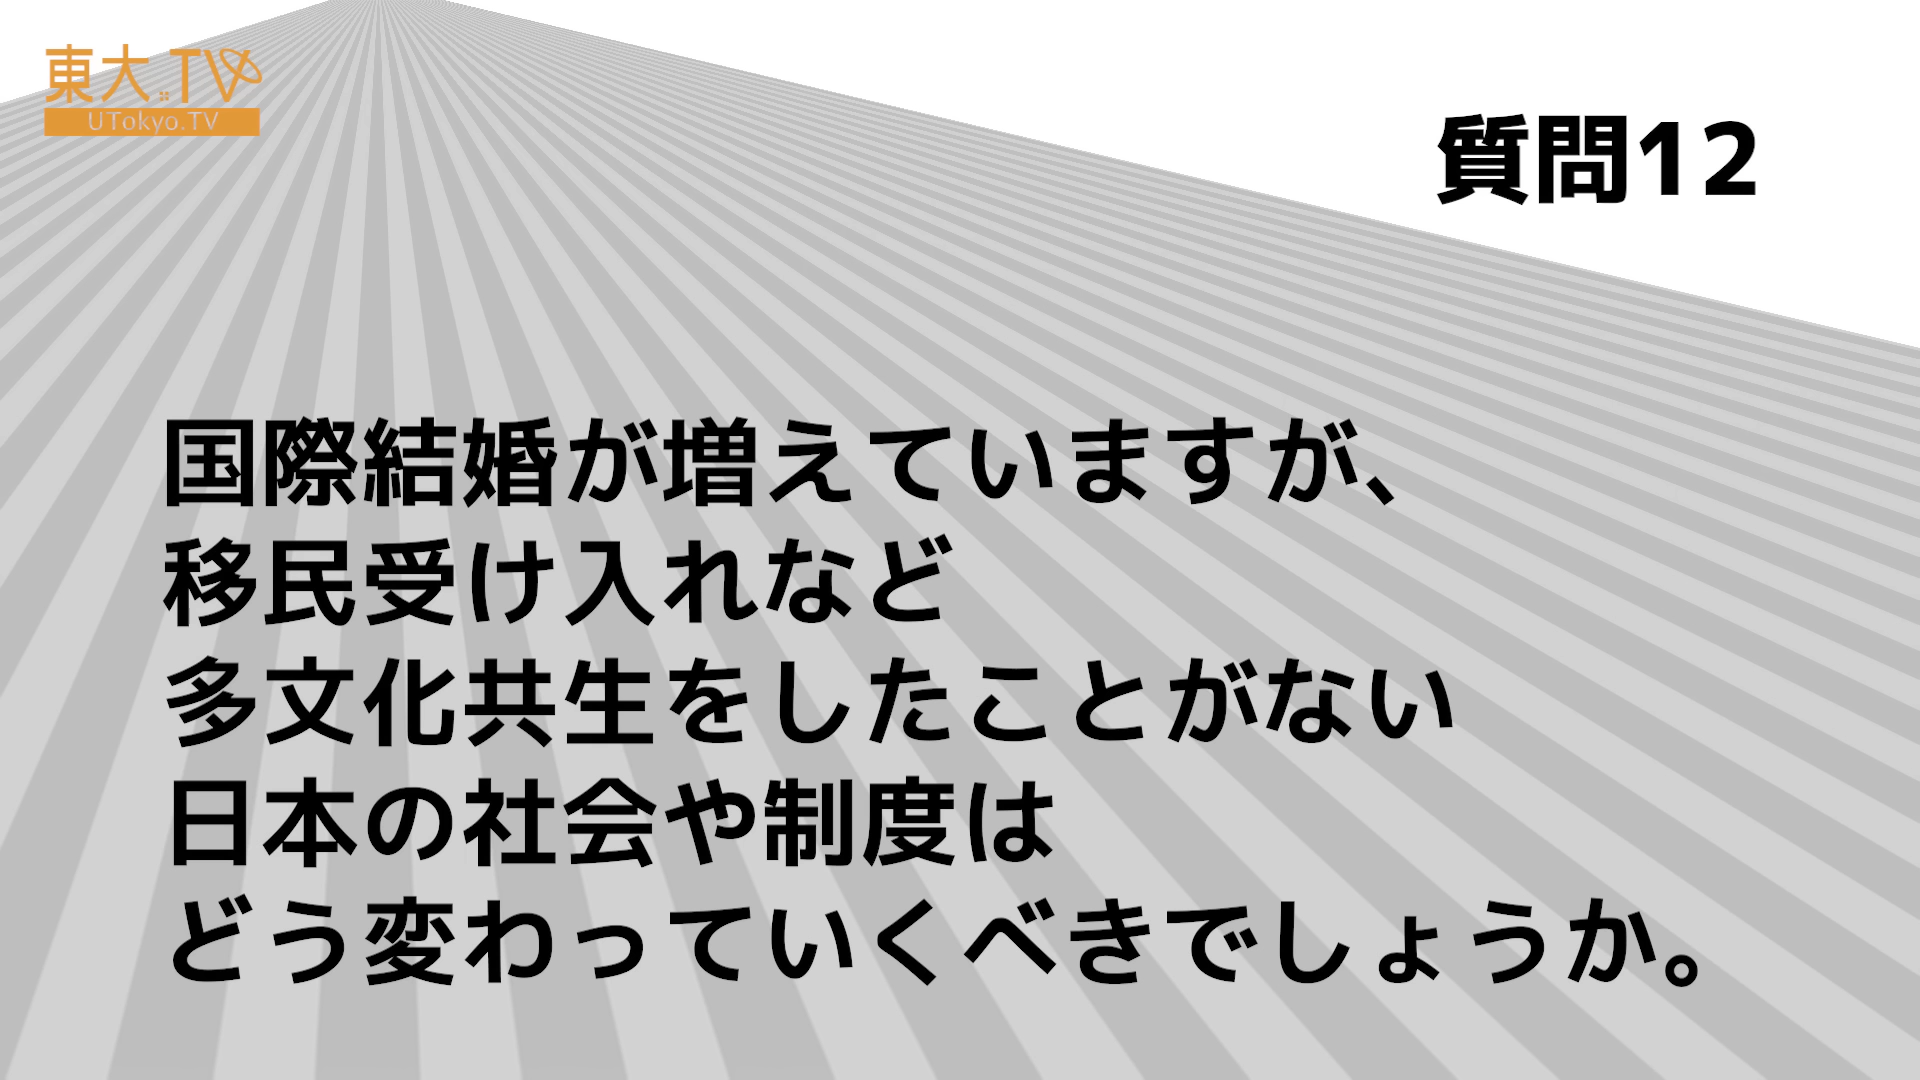 東大.TV
UTokyo.TV
質問12
国際結婚が増えていますが、
移民受け入れなど
多文化共生をしたことがない
日本の社会や制度は
どう変わっていくべきでしょうか。